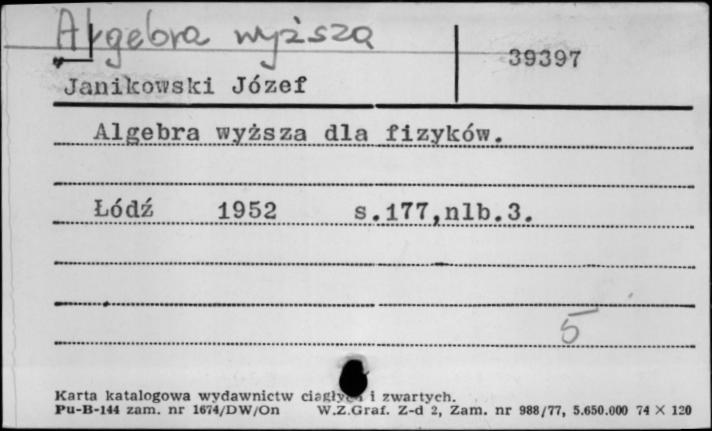 Algebra wyższa
39397
Janikowski Józef
Algebra wyższa dla fizyków.
Łódź 1952 s.177,nlb.3.
5
Karta katalogowa wydawnictw ciągłych i zwartych.
Pu-B-144 zam. nr 1674/DW/On W.Z.Graf. Z-d 2, Zam. nr 988/77, 5.650.000 74 × 120